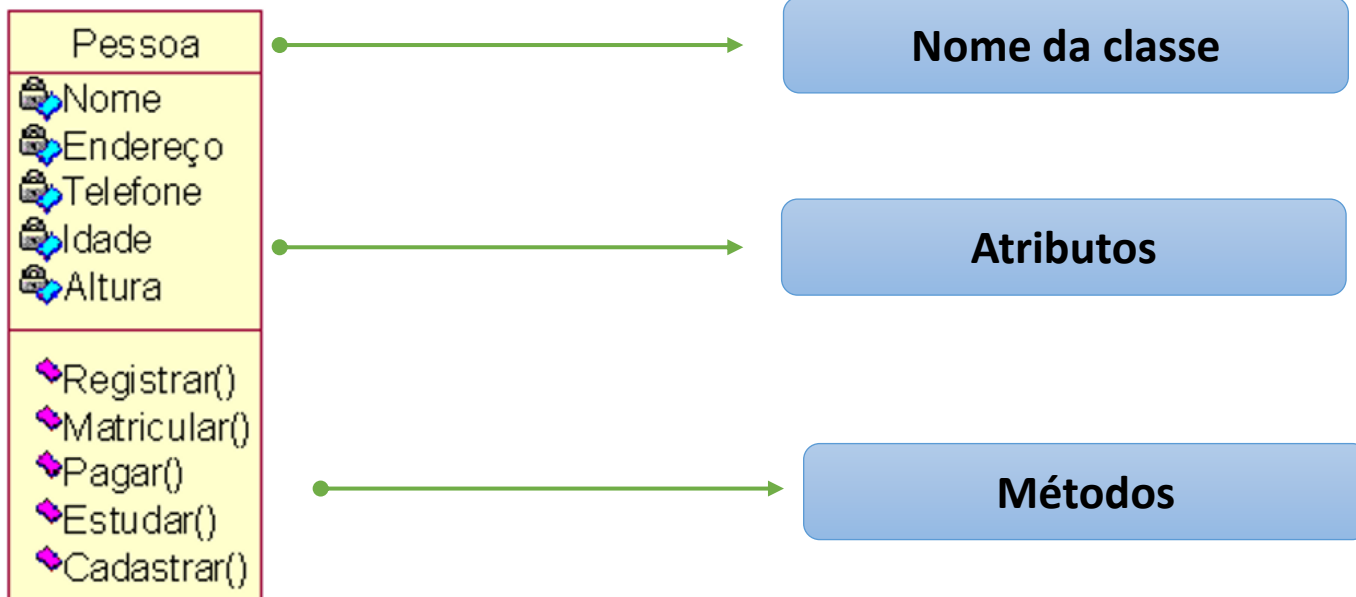 Pessoa
Nome da classe
Nome
Endereço
Telefone
Idade
Altura
Atributos
Registrar()
Matricular()
Pagar()
Estudar()
Cadastrar()
Métodos